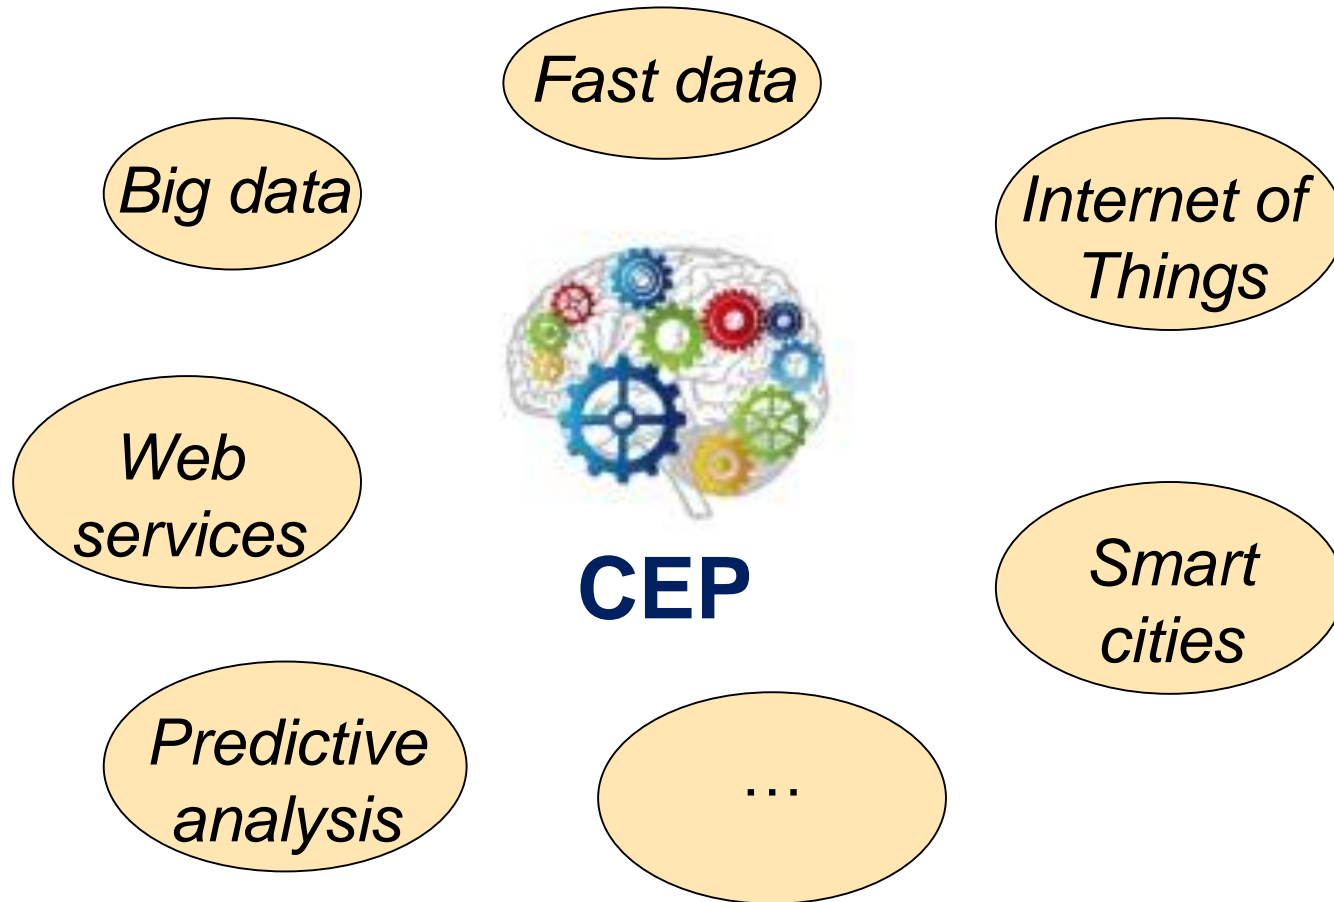 Fast data
Big data
Internet of
Things
Web
services
CEP
Smart
cities
Predictive
analysis
…